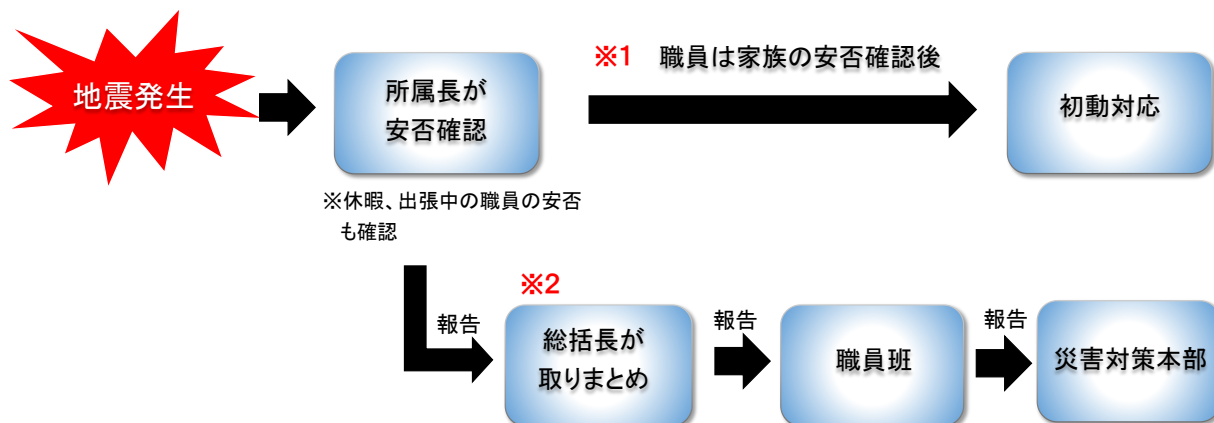 地震発生
所属長が
安否確認
※休暇、出張中の職員の安否
も確認
※1 職員は家族の安否確認後
初動対応
報告
※2
総括長が
取りまとめ
報告
職員班
報告
災害対策本部